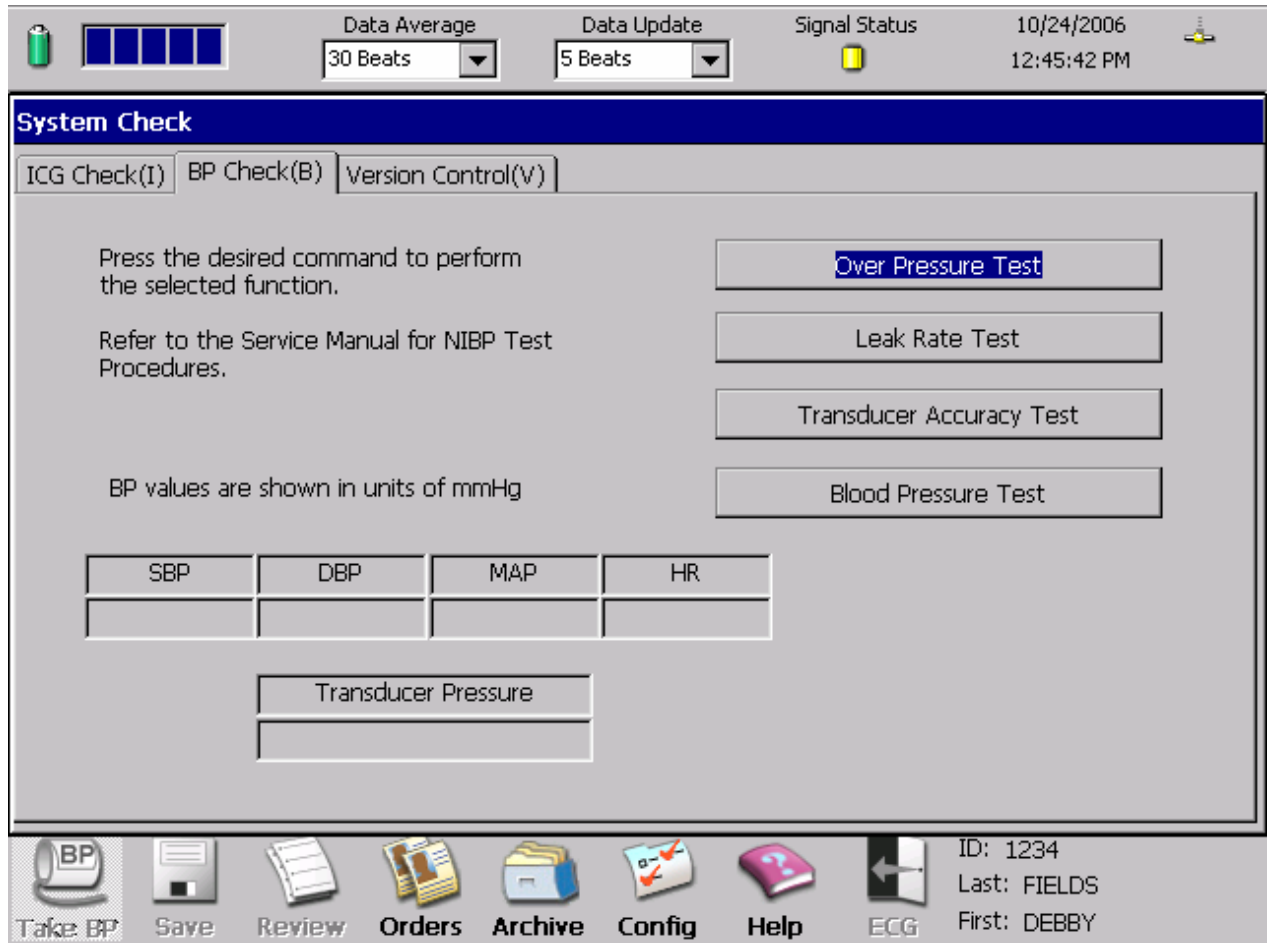 Data Average Data Update Signal Status 10/24/2006
30 Beats 5 Beats 12:45:42 PM
System Check
ICG Check(I) BP Check(B) Version Control(V)
Press the desired command to perform
the selected function.
Over Pressure Test
Refer to the Service Manual for NIBP Test
Procedures.
Leak Rate Test
Transducer Accuracy Test
BP values are shown in units of mmHg
Blood Pressure Test
SBP DBP MAP HR
Transducer Pressure
BP
Take BP Save Review Orders Archive Config Help ECG
ID: 1234
Last: FIELDS
First: DEBBY